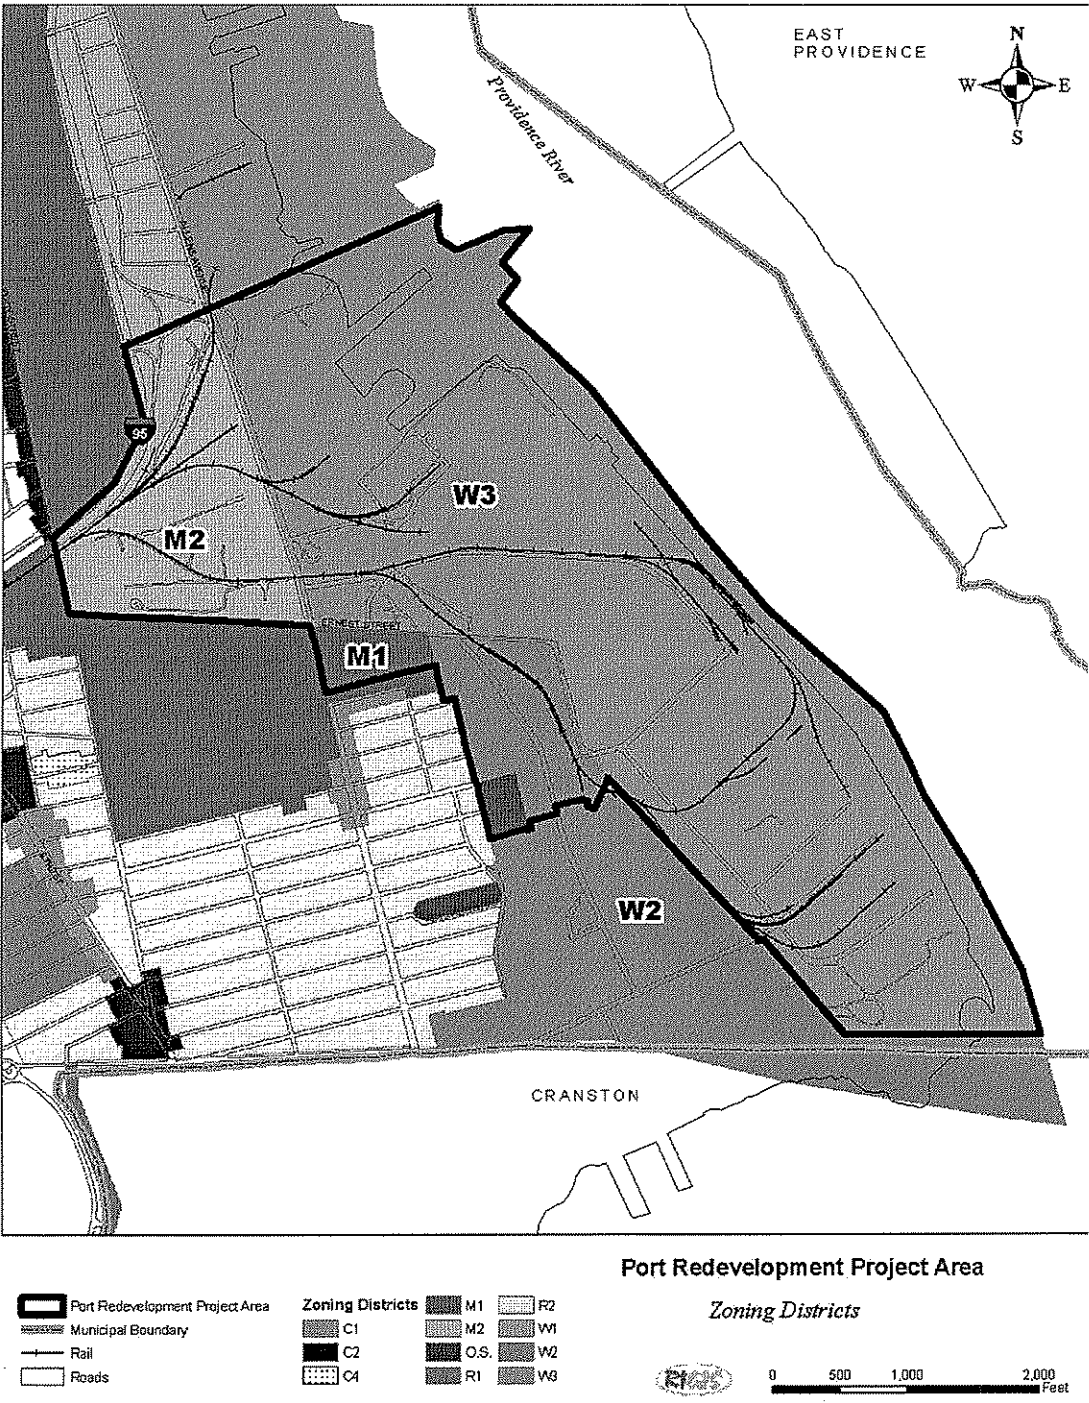 EAST
PROVIDENCE
N
W E
S
Providence River
95
W3
M2
ERNEST STREET
M1
W2
CRANSTON
Port Redevelopment Project Area
Zoning Districts
Port Redevelopment Project Area
Municipal Boundary
Rail
Roads
Zoning Districts
C1
C2
C4
M1
M2
O.S.
R1
R2
W1
W2
W3
RIGIS
0 500 1,000 2,000
Feet